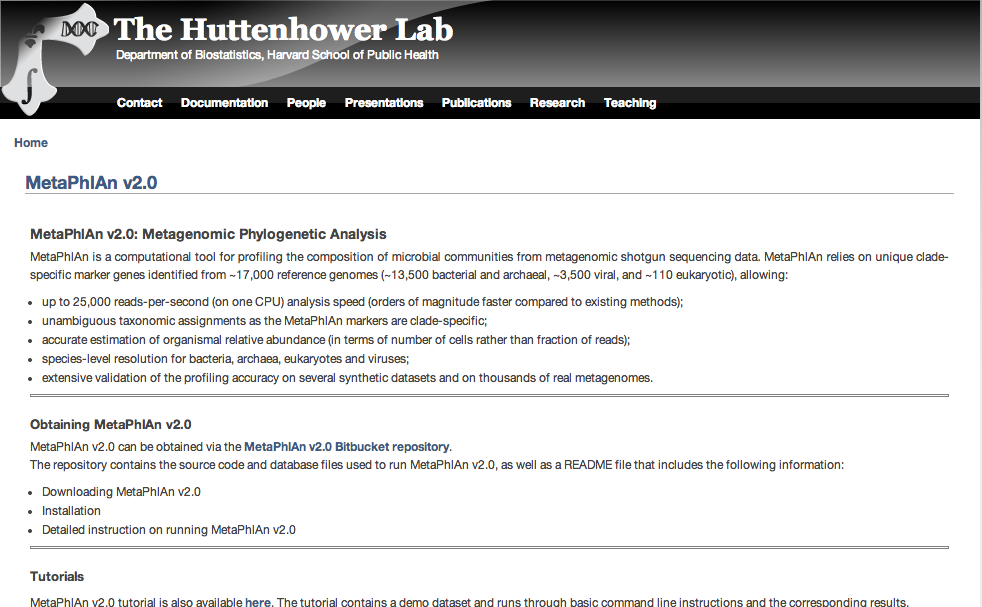 The Huttenhower Lab
Department of Biostatistics, Harvard School of Public Health
Contact Documentation People Presentations Publications Research Teaching
Home
MetaPhlAn v2.0
MetaPhlAn v2.0: Metagenomic Phylogenetic Analysis
MetaPhlAn is a computational tool for profiling the composition of microbial communities from metagenomic shotgun sequencing data. MetaPhlAn relies on unique clade-
specific marker genes identified from ~17,000 reference genomes (~13,500 bacterial and archaeal, ~3,500 viral, and ~110 eukaryotic), allowing:
• up to 25,000 reads-per-second (on one CPU) analysis speed (orders of magnitude faster compared to existing methods);
• unambiguous taxonomic assignments as the MetaPhlAn markers are clade-specific;
• accurate estimation of organismal relative abundance (in terms of number of cells rather than fraction of reads);
• species-level resolution for bacteria, archaea, eukaryotes and viruses;
• extensive validation of the profiling accuracy on several synthetic datasets and on thousands of real metagenomes.
Obtaining MetaPhlAn v2.0
MetaPhlAn v2.0 can be obtained via the MetaPhlAn v2.0 Bitbucket repository.
The repository contains the source code and database files used to run MetaPhlAn v2.0, as well as a README file that includes the following information:
• Downloading MetaPhlAn v2.0
• Installation
• Detailed instruction on running MetaPhlAn v2.0
Tutorials
MetaPhlAn v2.0 tutorial is also available here. The tutorial contains a demo dataset and runs through basic command line instructions and the corresponding results.